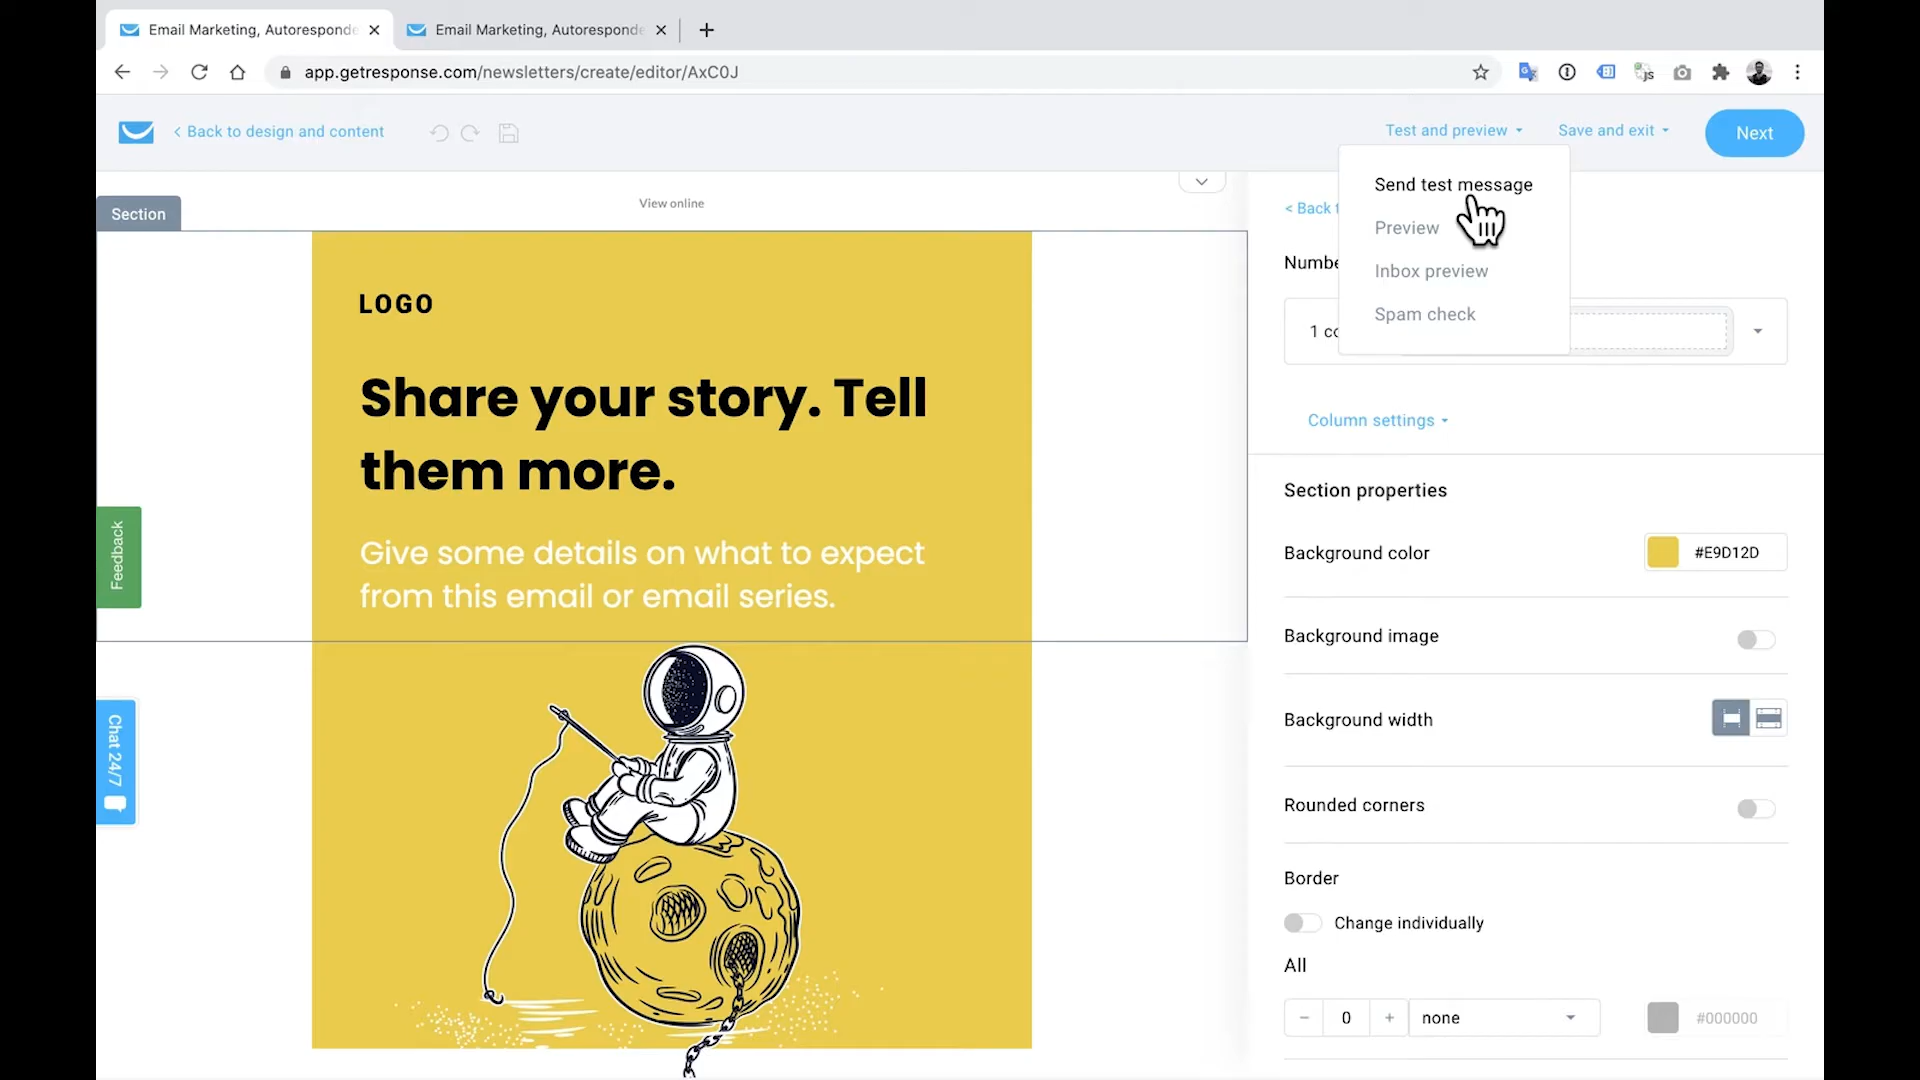 Email Marketing, Autoresponde
Email Marketing, Autoresponde
app.getresponse.com/newsletters/create/editor/AxC0J
Back to design and content
Test and preview
Save and exit
Next
Send test message
Preview
Inbox preview
Spam check
Section
View online
< Back t
Numbe
1 co
Column settings
LOGO
Share your story. Tell
them more.
Give some details on what to expect
from this email or email series.
Feedback
Chat 24/7
Section properties
Background color
#E9D12D
Background image
Background width
Rounded corners
Border
Change individually
All
− 0 +
none
#000000